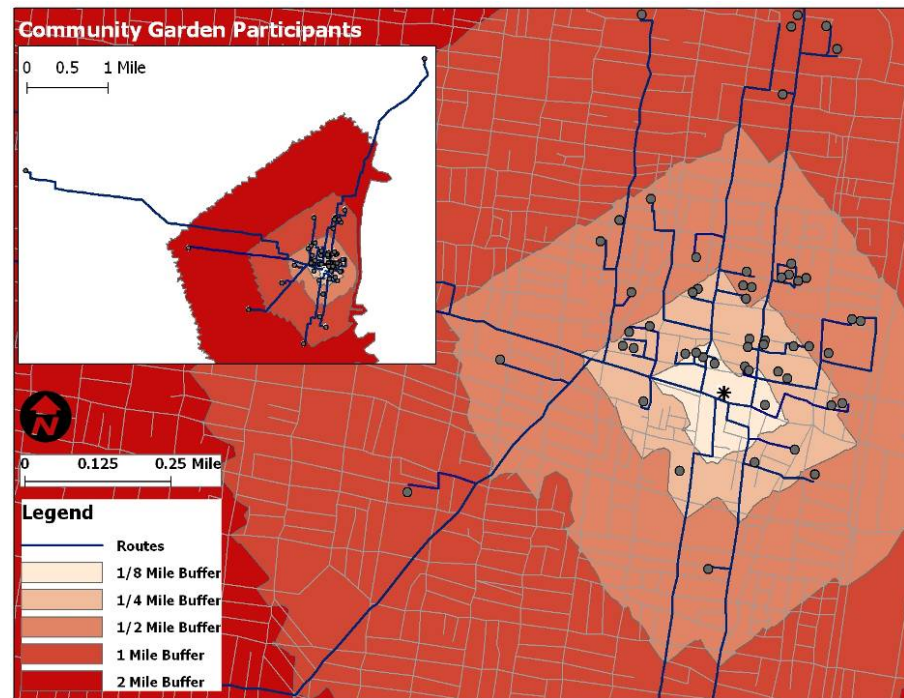 Community Garden Participants
0 0.5 1 Mile
N
0 0.125 0.25 Mile
Legend
Routes
1/8 Mile Buffer
1/4 Mile Buffer
1/2 Mile Buffer
1 Mile Buffer
2 Mile Buffer